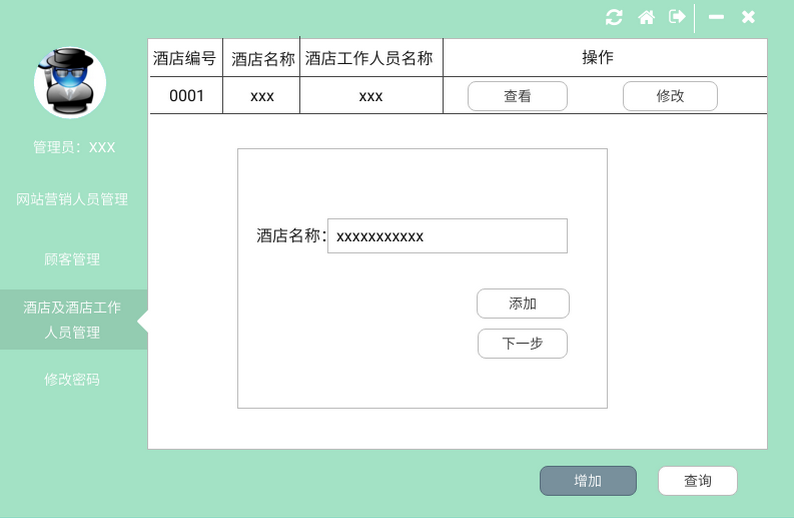 酒店编号 酒店名称 酒店工作人员名称 操作
0001 xxx xxx 查看 修改
管理员：XXX
网站营销人员管理
顾客管理
酒店及酒店工作
人员管理
修改密码
酒店名称： xxxxxxxxxxx
添加
下一步
增加 查询